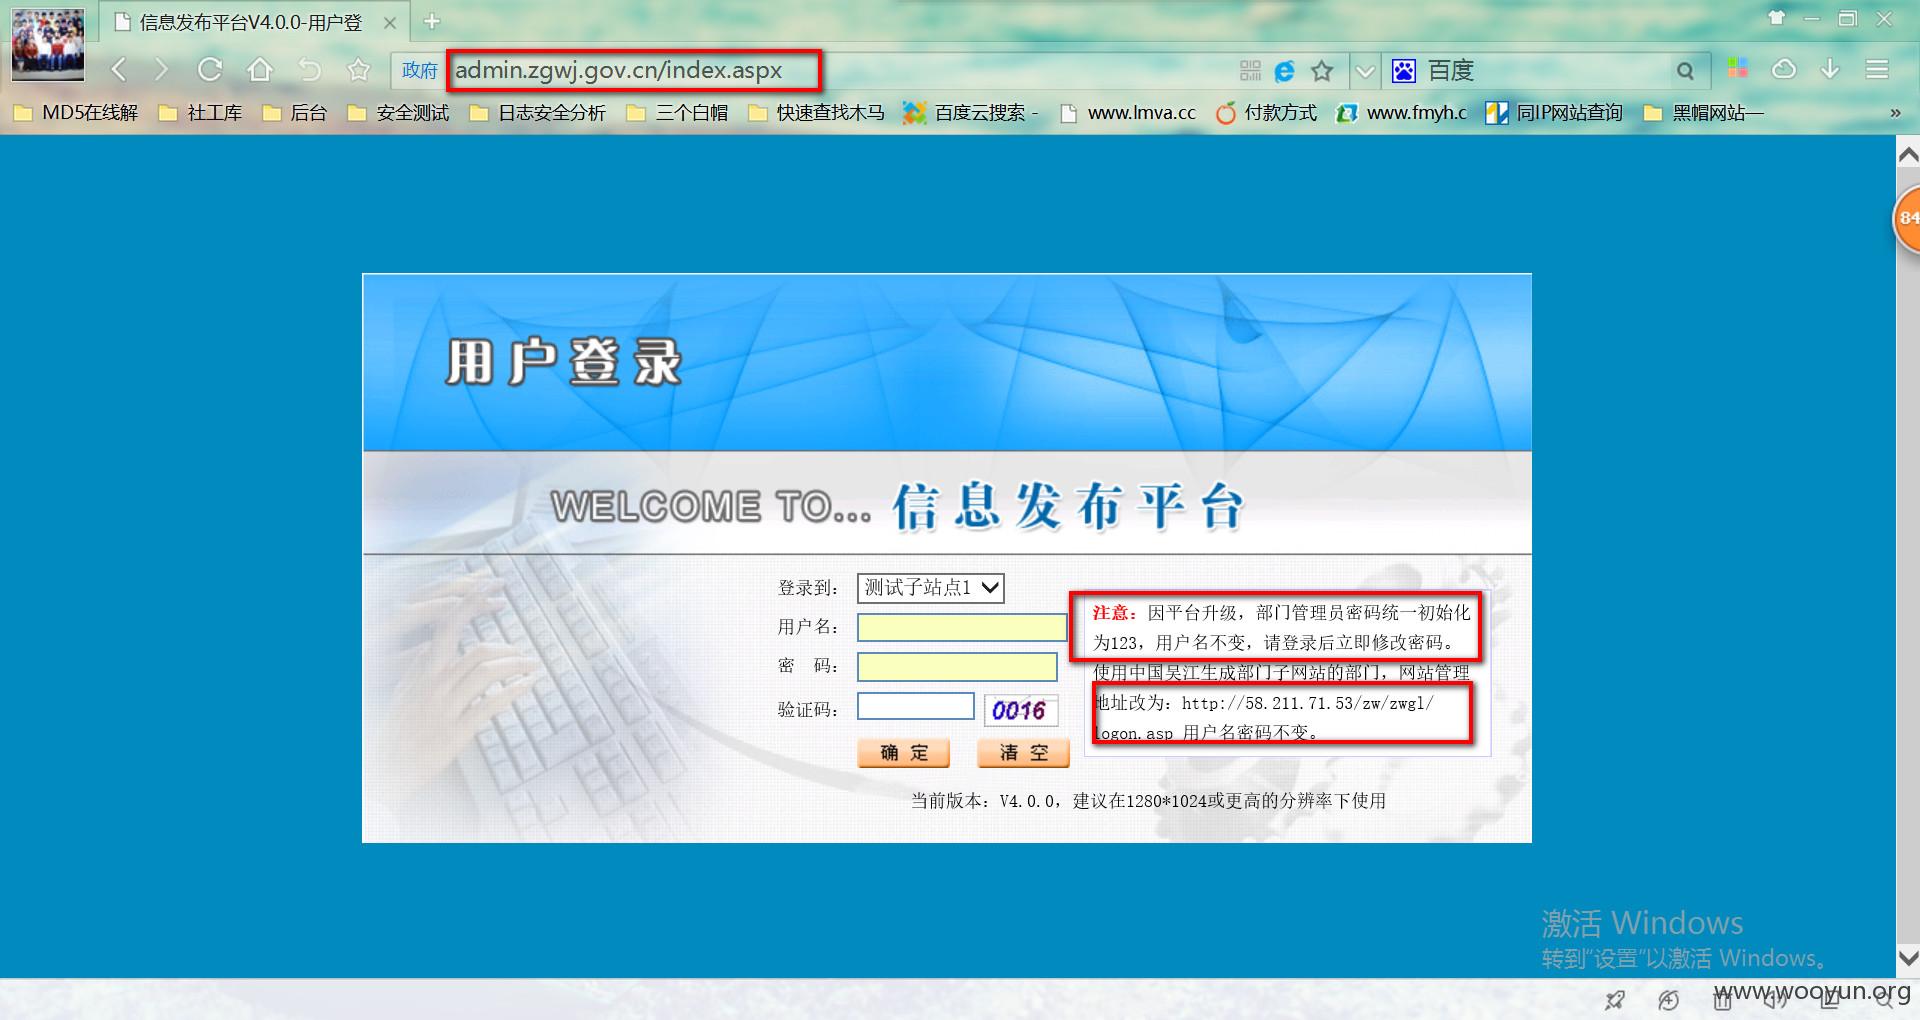 信息发布平台V4.0.0-用户登
政府 admin.zgwj.gov.cn/index.aspx
百度
MD5在线解 社工库 后台 安全测试 日志安全分析 三个白帽 快速查找木马 百度云搜索 - www.lmva.cc 付款方式 www.fmyh.c 同IP网站查询 黑帽网站—
84
用户登录
WELCOME TO... 信息发布平台
登录到: 测试子站点1
用户名:
密 码:
验证码: 0016
确 定 清 空
注意：因平台升级，部门管理员密码统一初始化
为123，用户名不变，请登录后立即修改密码。
使用中国吴江生成部门子网站的部门，网站管理
地址改为：http://58.211.71.53/zw/zwgl/
logon.asp 用户名密码不变。
当前版本：V4.0.0，建议在1280*1024或更高的分辨率下使用
激活 Windows
转到"设置"以激活 Windows。
www.wooyun.org